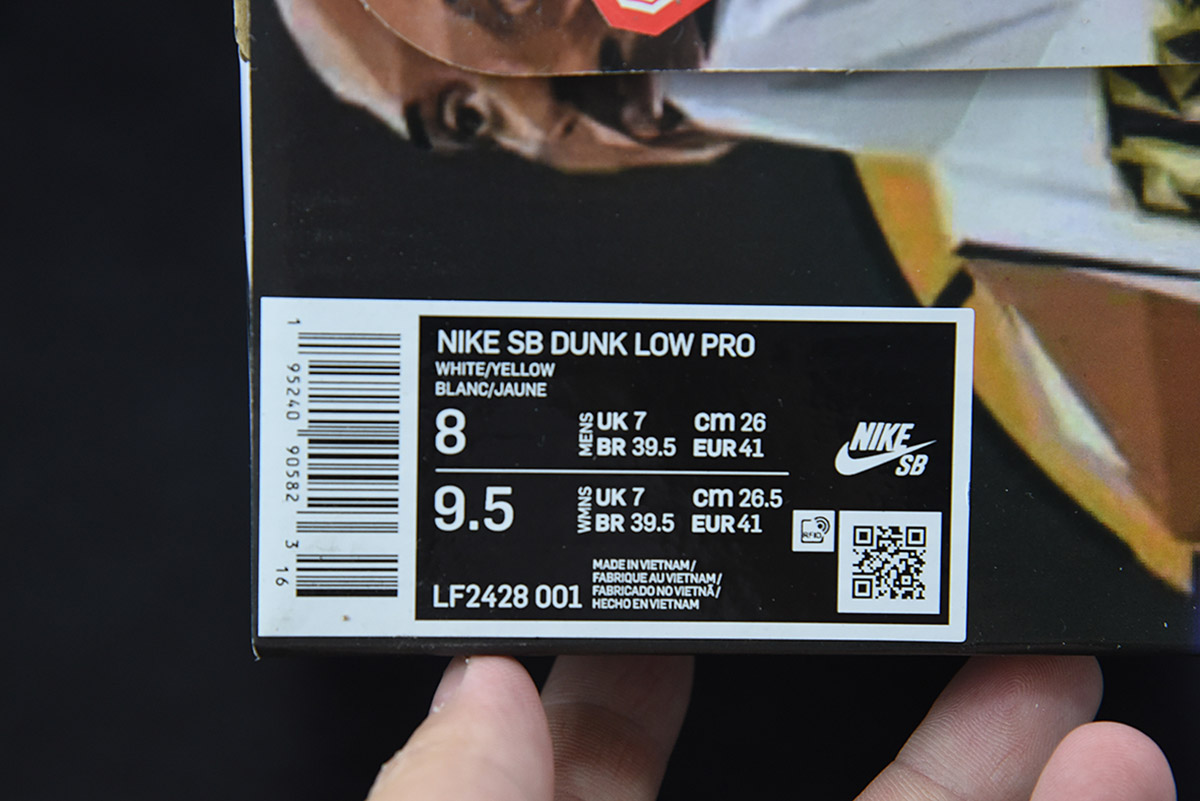 NIKE SB DUNK LOW PRO
WHITE/YELLOW
BLANC/JAUNE
8 MENS UK 7 cm 26
BR 39.5 EUR 41
9.5 WMNS UK 7 cm 26.5
BR 39.5 EUR 41
NIKE
SB
RFID
LF2428 001
MADE IN VIETNAM/
FABRIQUE AU VIETNAM/
FABRICADO NO VIETNÃ/
HECHO EN VIETNAM
1 95240 90582 3 16